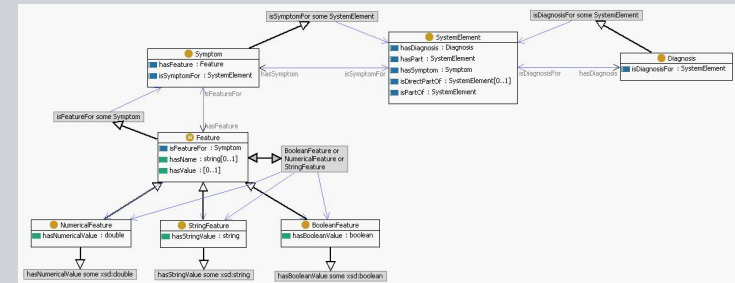 isSymptomFor some SystemElement
isDiagnosisFor some SystemElement
SystemElement
hasDiagnosis : Diagnosis
hasPart : SystemElement
hasSymptom : Symptom
isDirectPartOf : SystemElement[0..1]
isPartOf : SystemElement
Symptom
hasFeature : Feature
isSymptomFor : SystemElement
Diagnosis
isDiagnosisFor : SystemElement
hasSymptom
isSymptomFor
isDiagnosisFor
hasDiagnosis
isFeatureFor
isFeatureFor some Symptom
hasFeature
Feature
isFeatureFor : Symptom
hasName : string[0..1]
hasValue : [0..1]
BooleanFeature or
NumericalFeature or
StringFeature
NumericalFeature
hasNumericalValue : double
StringFeature
hasStringValue : string
BooleanFeature
hasBooleanValue : boolean
hasNumericalValue some xsd:double
hasStringValue some xsd:string
hasBooleanValue some xsd:boolean